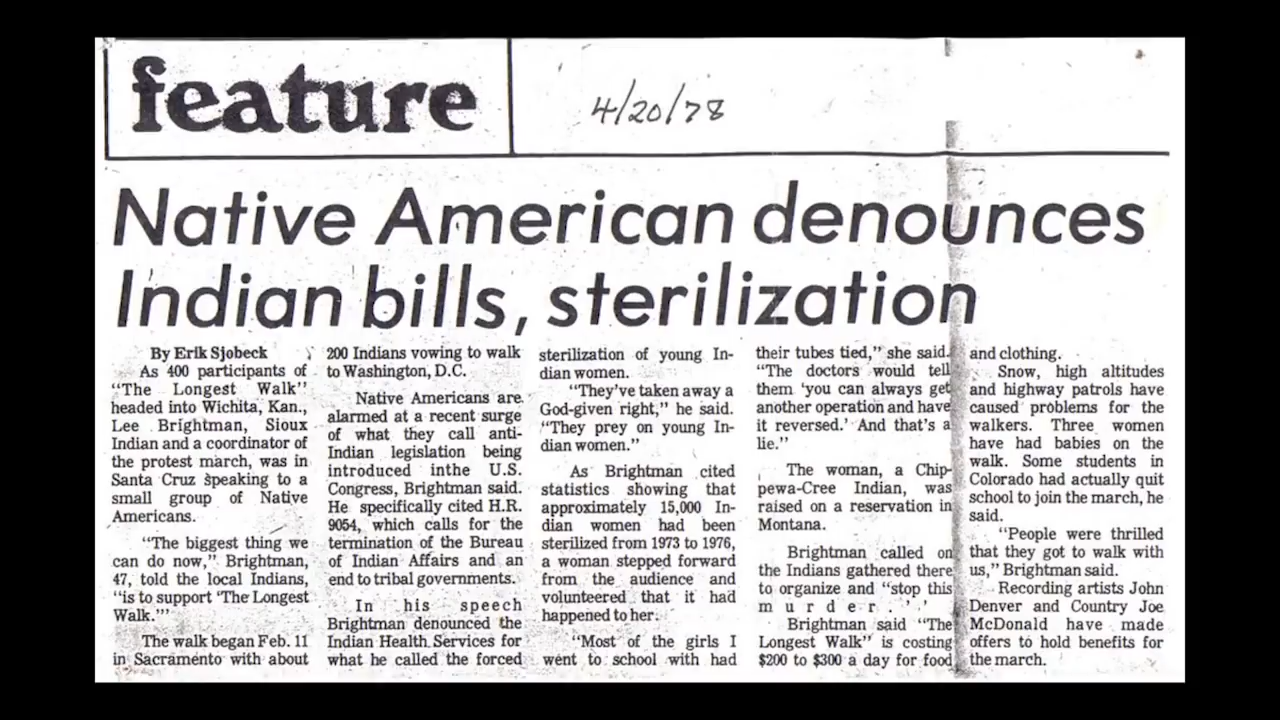 feature
4/20/78
Native American denounces
Indian bills, sterilization
By Erik Sjobeck
As 400 participants of
"The Longest Walk"
headed into Wichita, Kan.,
Lee Brightman, Sioux
Indian and a coordinator of
the protest march, was in
Santa Cruz speaking to a
small group of Native
Americans.
"The biggest thing we
can do now," Brightman,
47, told the local Indians,
"is to support 'The Longest
Walk.'"
The walk began Feb. 11
in Sacramento with about
200 Indians vowing to walk
to Washington, D.C.
Native Americans are
alarmed at a recent surge
of what they call anti-
Indian legislation being
introduced inthe U.S.
Congress, Brightman said.
He specifically cited H.R.
9054, which calls for the
termination of the Bureau
of Indian Affairs and an
end to tribal governments.
In his speech
Brightman denounced the
Indian Health Services for
what he called the forced
sterilization of young In-
dian women.
"They've taken away a
God-given right," he said.
"They prey on young In-
dian women."
As Brightman cited
statistics showing that
approximately 15,000 In-
dian women had been
sterilized from 1973 to 1976,
a woman stepped forward
from the audience and
volunteered that it had
happened to her.
"Most of the girls I
went to school with had
their tubes tied," she said.
"The doctors would tell
them 'you can always get
another operation and have
it reversed.' And that's a
lie."
The woman, a Chip-
pewa-Cree Indian, was
raised on a reservation in
Montana.
Brightman called on
the Indians gathered there
to organize and "stop this
murder.''
Brightman said "The
Longest Walk" is costing
$200 to $300 a day for food
and clothing.
Snow, high altitudes
and highway patrols have
caused problems for the
walkers. Three women
have had babies on the
walk. Some students in
Colorado had actually quit
school to join the march, he
said.
"People were thrilled
that they got to walk with
us," Brightman said.
Recording artists John
Denver and Country Joe
McDonald have made
offers to hold benefits for
the march.